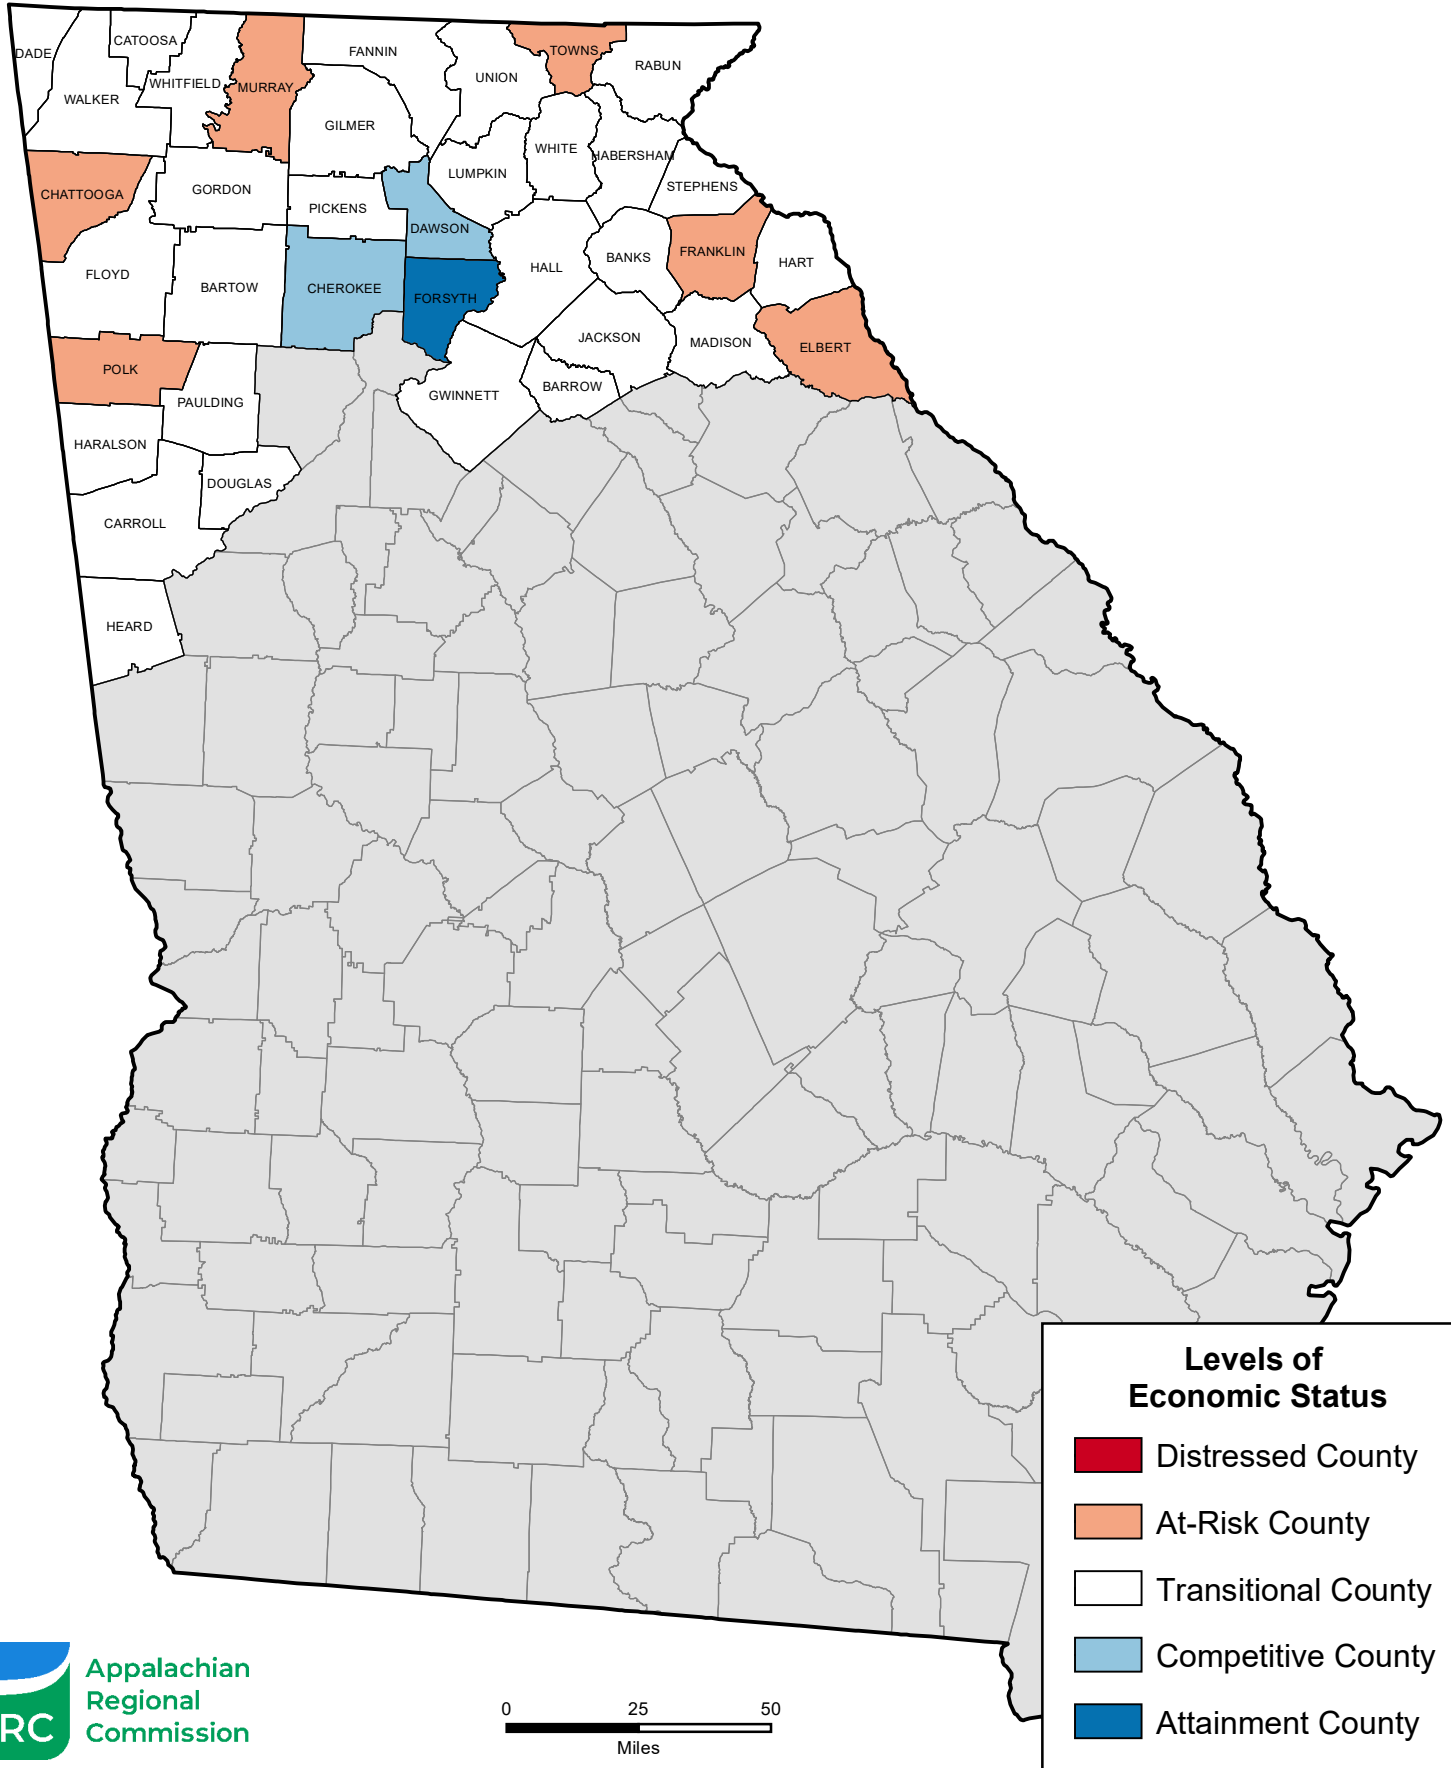 DADE
CATOOSA
WHITFIELD
WALKER
MURRAY
FANNIN
GILMER
UNION
TOWNS
RABUN
WHITE
HABERSHAM
LUMPKIN
STEPHENS
CHATTOOGA
GORDON
PICKENS
DAWSON
FLOYD
BARTOW
CHEROKEE
FORSYTH
HALL
BANKS
FRANKLIN
HART
JACKSON
MADISON
ELBERT
POLK
PAULDING
GWINNETT
BARROW
HARALSON
DOUGLAS
CARROLL
HEARD
Levels of
Economic Status
Distressed County
At-Risk County
Transitional County
Competitive County
Attainment County
RC
Appalachian
Regional
Commission
0 25 50
Miles